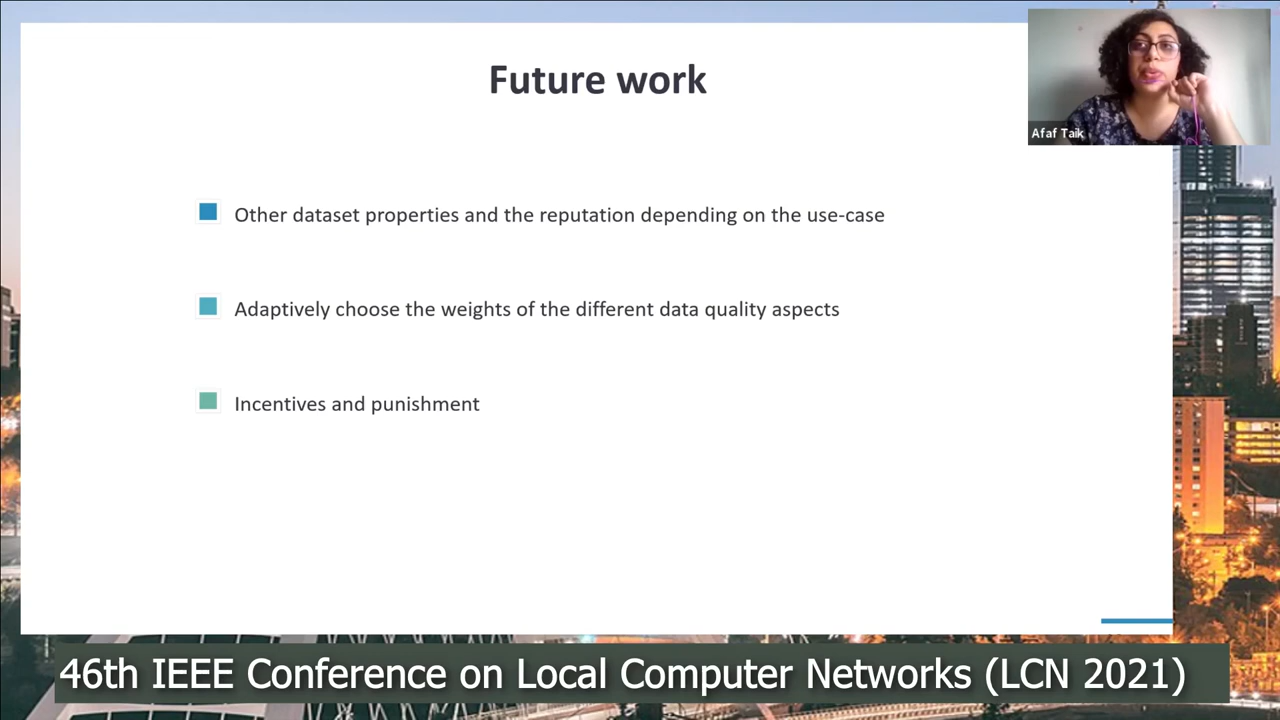 Future work
Afaf Taik
Other dataset properties and the reputation depending on the use-case
Adaptively choose the weights of the different data quality aspects
Incentives and punishment
46th IEEE Conference on Local Computer Networks (LCN 2021)